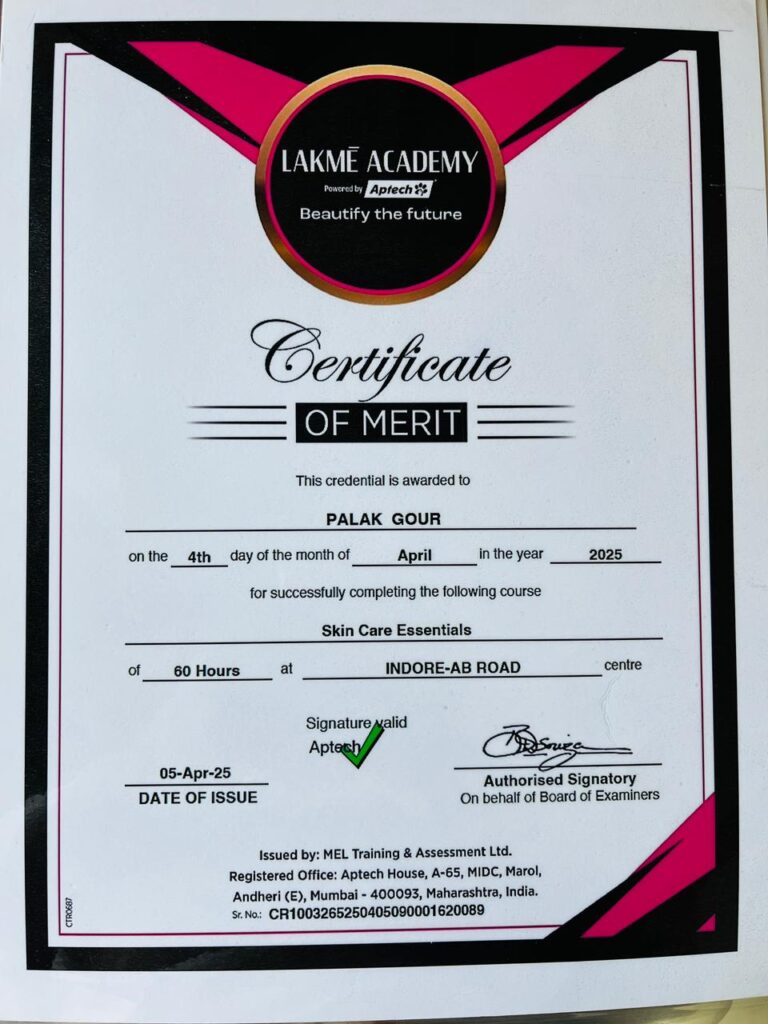 LAKMĒ ACADEMY
Powered by Aptech
Beautify the future
Certificate
OF MERIT
This credential is awarded to
PALAK GOUR
on the 4th day of the month of April in the year 2025
for successfully completing the following course
Skin Care Essentials
of 60 Hours at INDORE-AB ROAD centre
Signature valid
Aptech
05-Apr-25
DATE OF ISSUE
Authorised Signatory
On behalf of Board of Examiners
Issued by: MEL Training & Assessment Ltd.
Registered Office: Aptech House, A-65, MIDC, Marol,
Andheri (E), Mumbai - 400093, Maharashtra, India.
Sr. No.: CR1003265250405090001620089
CTR0687